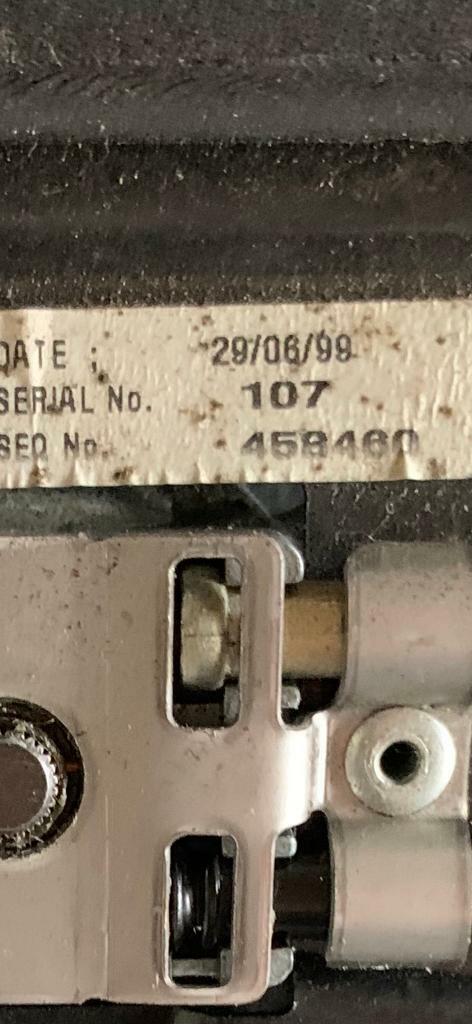 DATE : 29/06/99
SERIAL No. 107
SEQ No. 458460